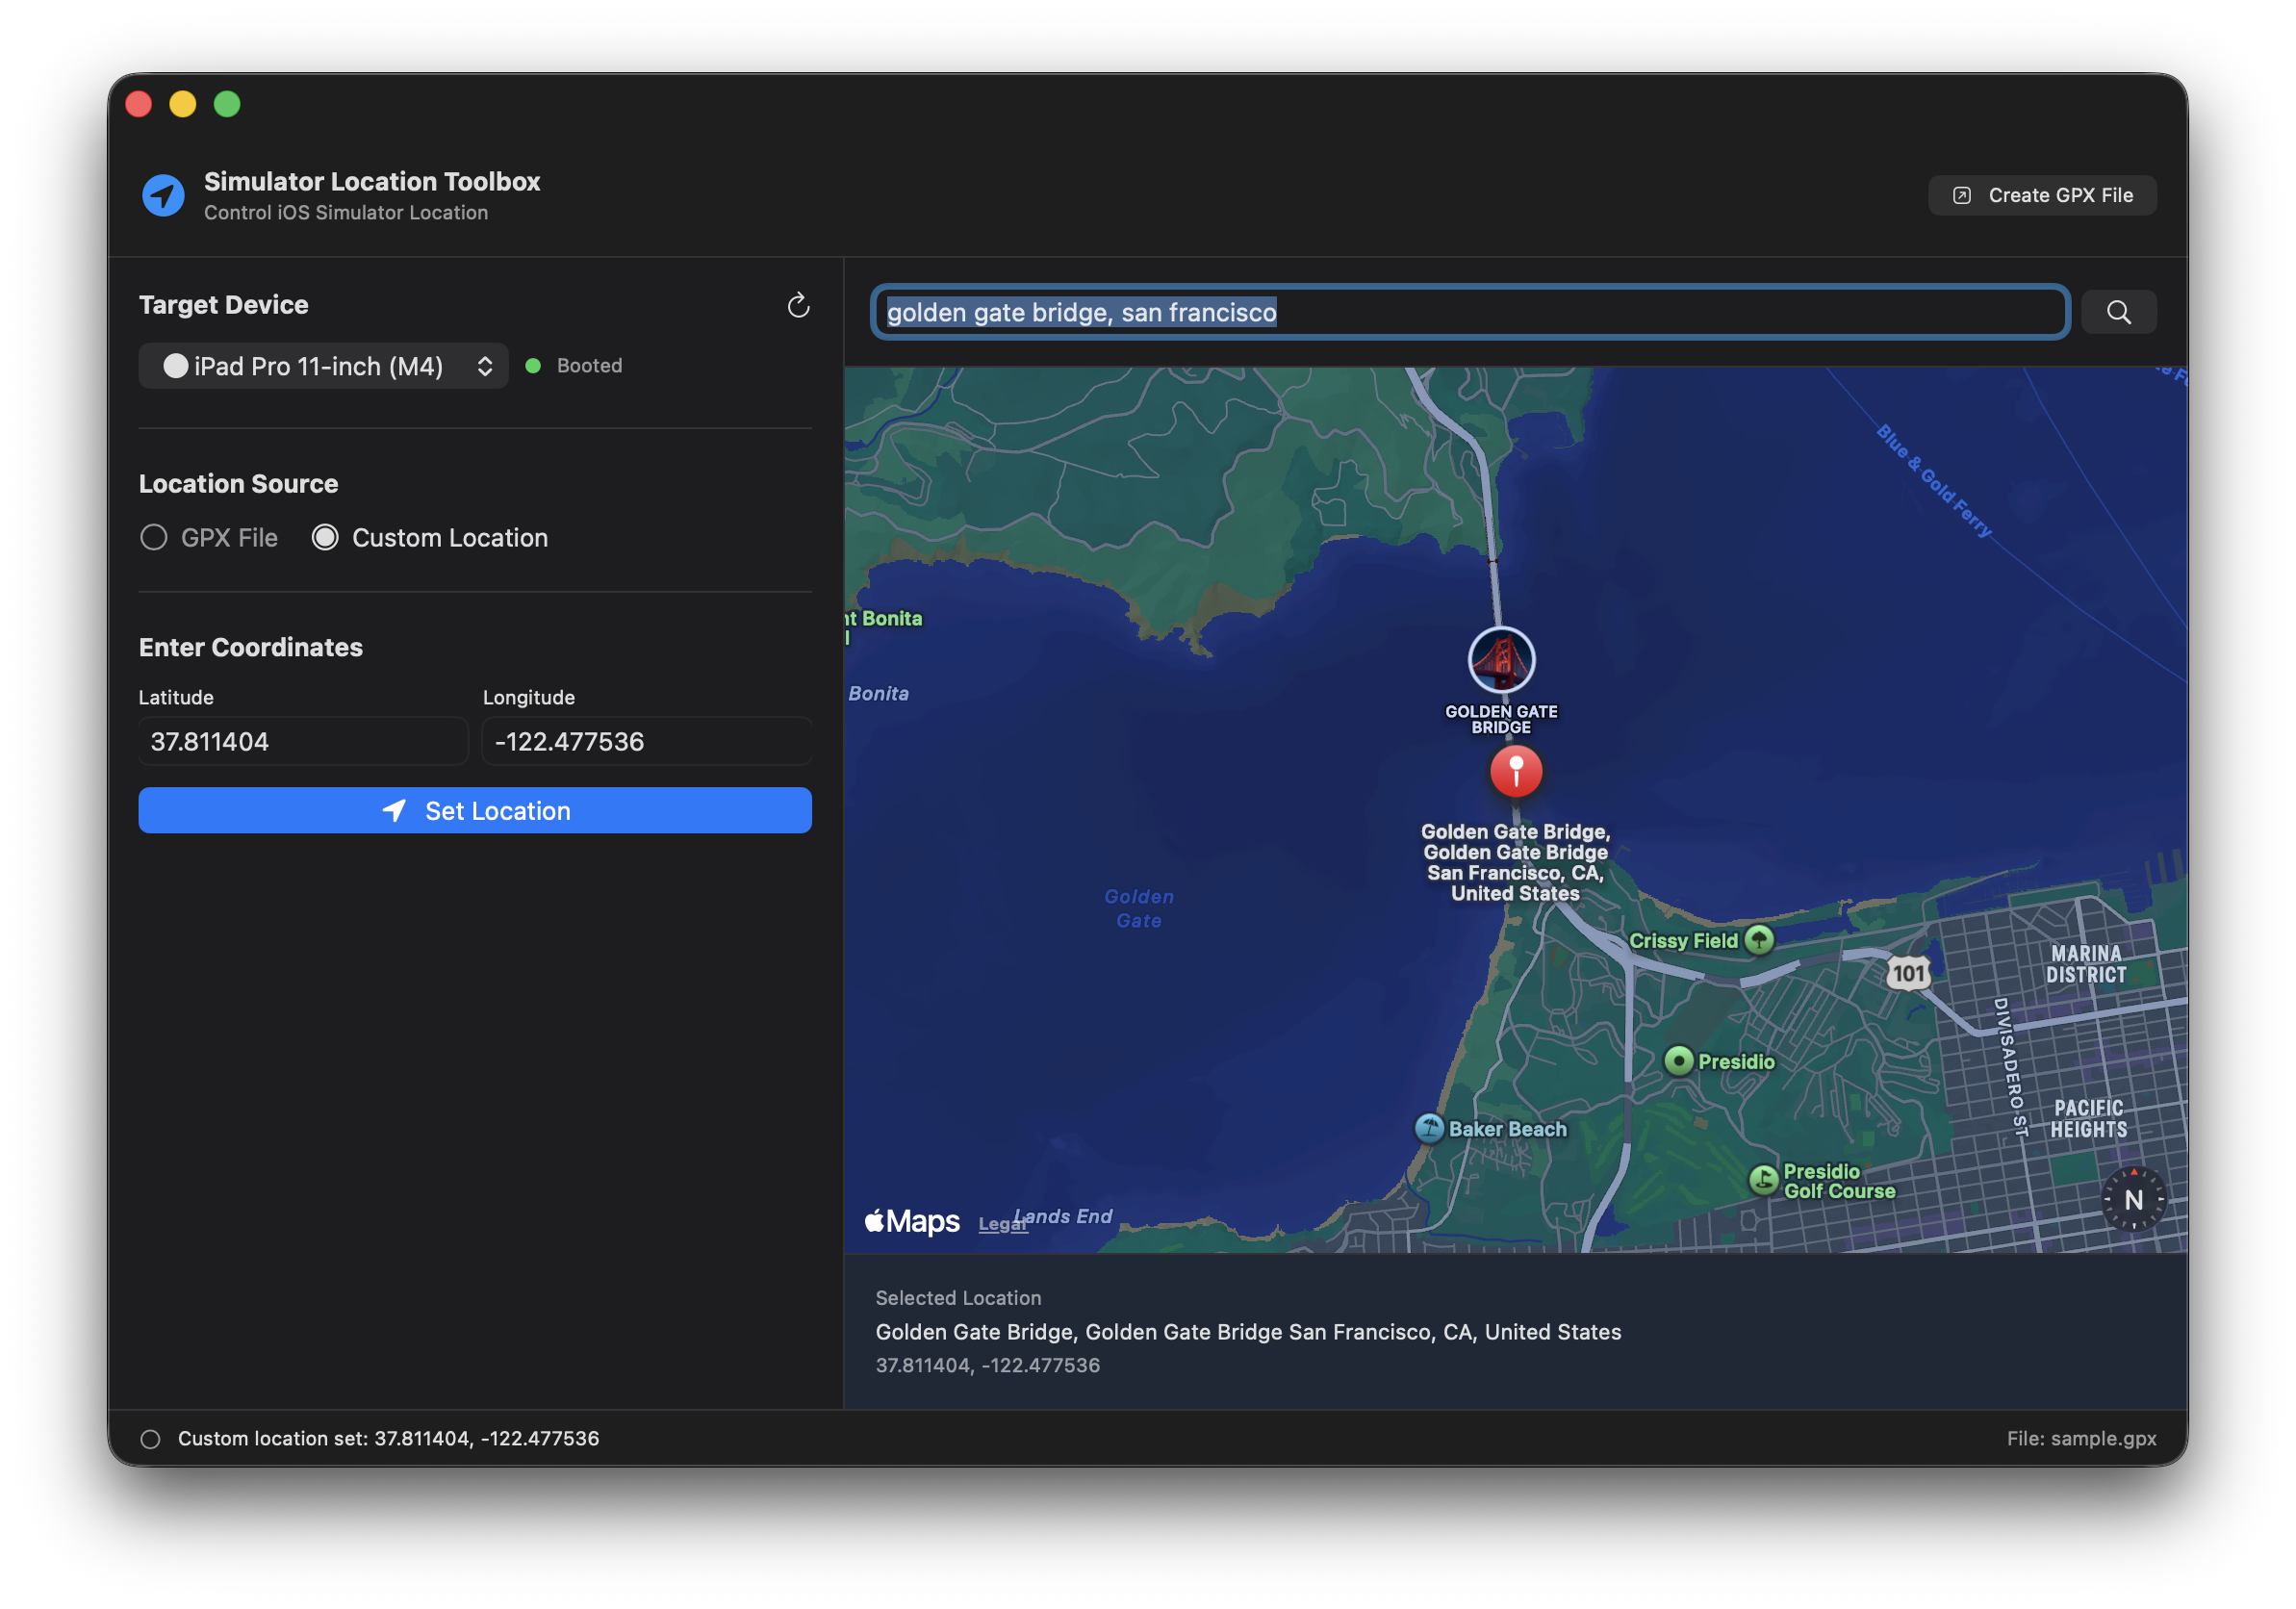 Simulator Location Toolbox
Control iOS Simulator Location
Create GPX File
Target Device
iPad Pro 11-inch (M4)
Booted
Location Source
GPX File
Custom Location
Enter Coordinates
Latitude
Longitude
37.811404
-122.477536
Set Location
golden gate bridge, san francisco
Blue & Gold Ferry
nt Bonita
Bonita
GOLDEN GATE
BRIDGE
Golden Gate Bridge,
Golden Gate Bridge
San Francisco, CA,
United States
Golden
Gate
Crissy Field
101
MARINA
DISTRICT
DIVISADERO ST
Presidio
PACIFIC
HEIGHTS
Baker Beach
Presidio
Golf Course
N
Maps
Legal
Lands End
Selected Location
Golden Gate Bridge, Golden Gate Bridge San Francisco, CA, United States
37.811404, -122.477536
Custom location set: 37.811404, -122.477536
File: sample.gpx